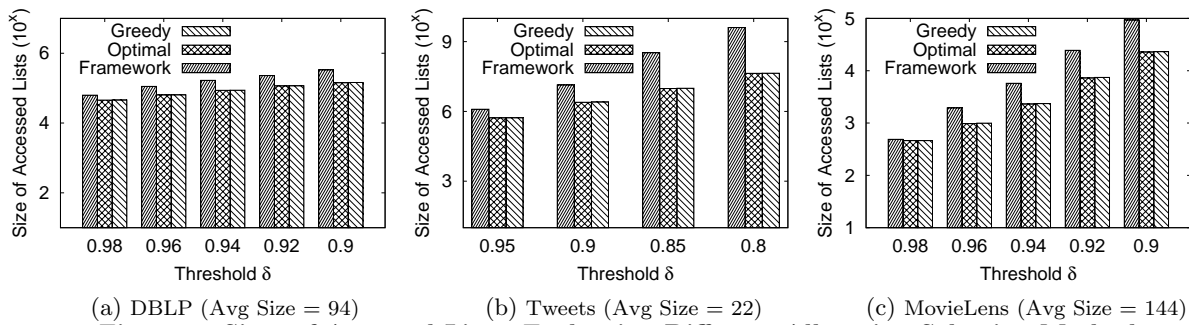 Size of Accessed Lists (10^x)
6
4
2
Greedy
Optimal
Framework
0.98 0.96 0.94 0.92 0.9
Threshold δ
(a) DBLP (Avg Size = 94)
Size of Accessed Lists (10^x)
9
6
3
Greedy
Optimal
Framework
0.95 0.9 0.85 0.8
Threshold δ
(b) Tweets (Avg Size = 22)
Size of Accessed Lists (10^x)
5
4
3
2
1
Greedy
Optimal
Framework
0.98 0.96 0.94 0.92 0.9
Threshold δ
(c) MovieLens (Avg Size = 144)